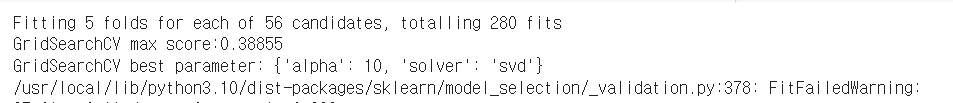 Fitting 5 folds for each of 56 candidates, totalling 280 fits
GridSearchCV max score:0.38855
GridSearchCV best parameter: {'alpha': 10, 'solver': 'svd'}
/usr/local/lib/python3.10/dist-packages/sklearn/model_selection/_validation.py:378: FitFailedWarning: